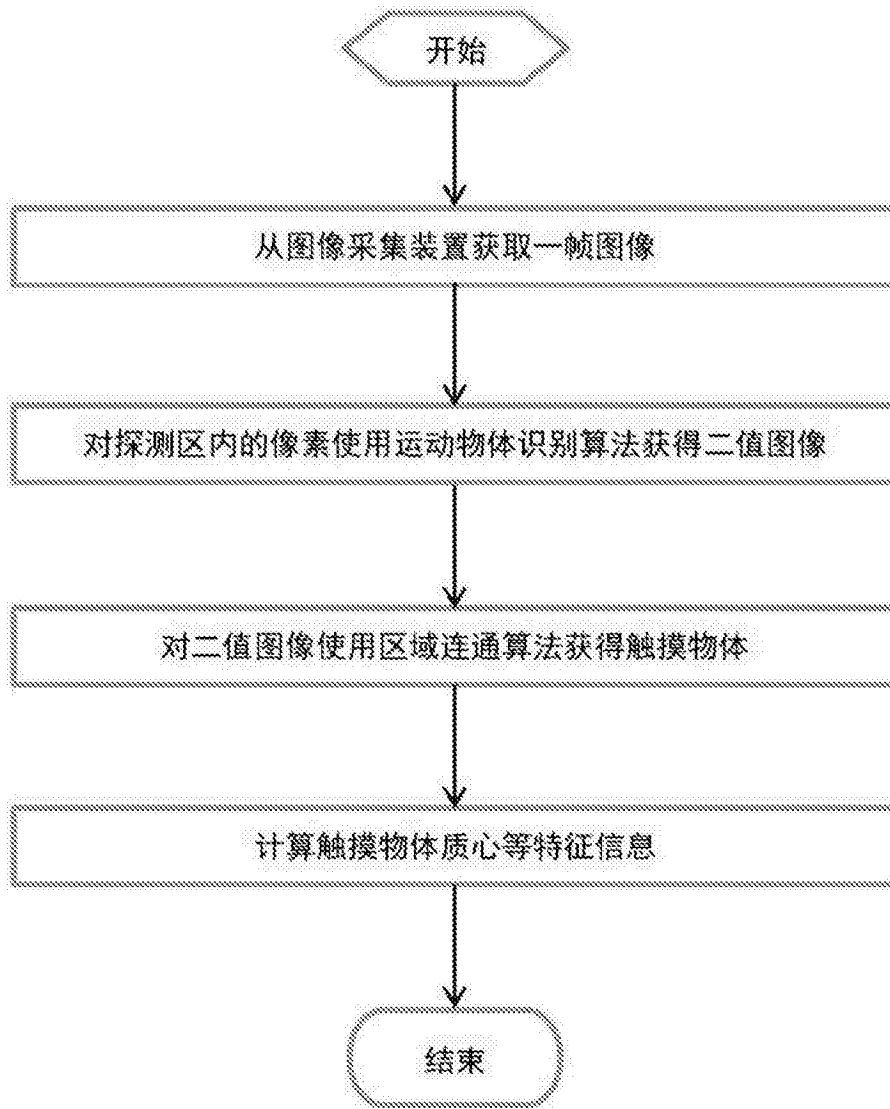 开始
从图像采集装置获取一帧图像
对探测区内的像素使用运动物体识别算法获得二值图像
对二值图像使用区域连通算法获得触摸物体
计算触摸物体质心等特征信息
结束